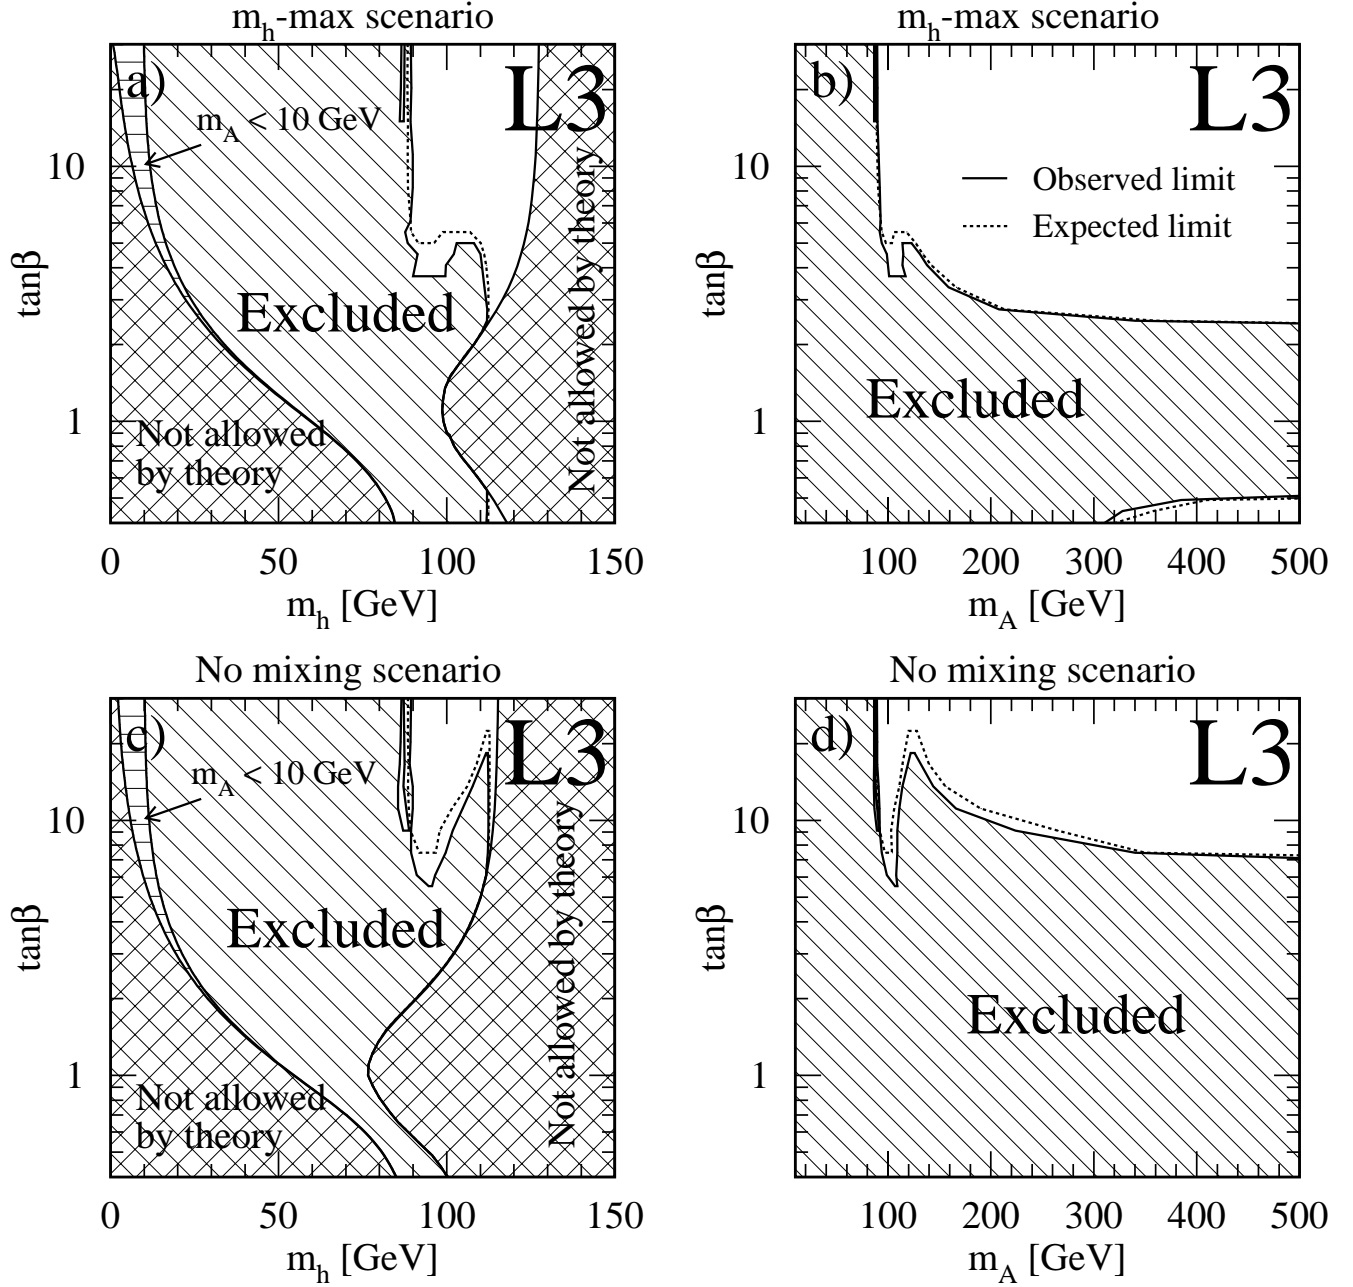 m_h-max scenario
a)
L3
m_A < 10 GeV
Excluded
Not allowed
by theory
Not allowed by theory
tanβ
10
1
0 50 100 150
m_h [GeV]
m_h-max scenario
b)
L3
Observed limit
Expected limit
Excluded
tanβ
10
1
100 200 300 400 500
m_A [GeV]
No mixing scenario
c)
L3
m_A < 10 GeV
Excluded
Not allowed
by theory
Not allowed by theory
tanβ
10
1
0 50 100 150
m_h [GeV]
No mixing scenario
d)
L3
Excluded
tanβ
10
1
100 200 300 400 500
m_A [GeV]